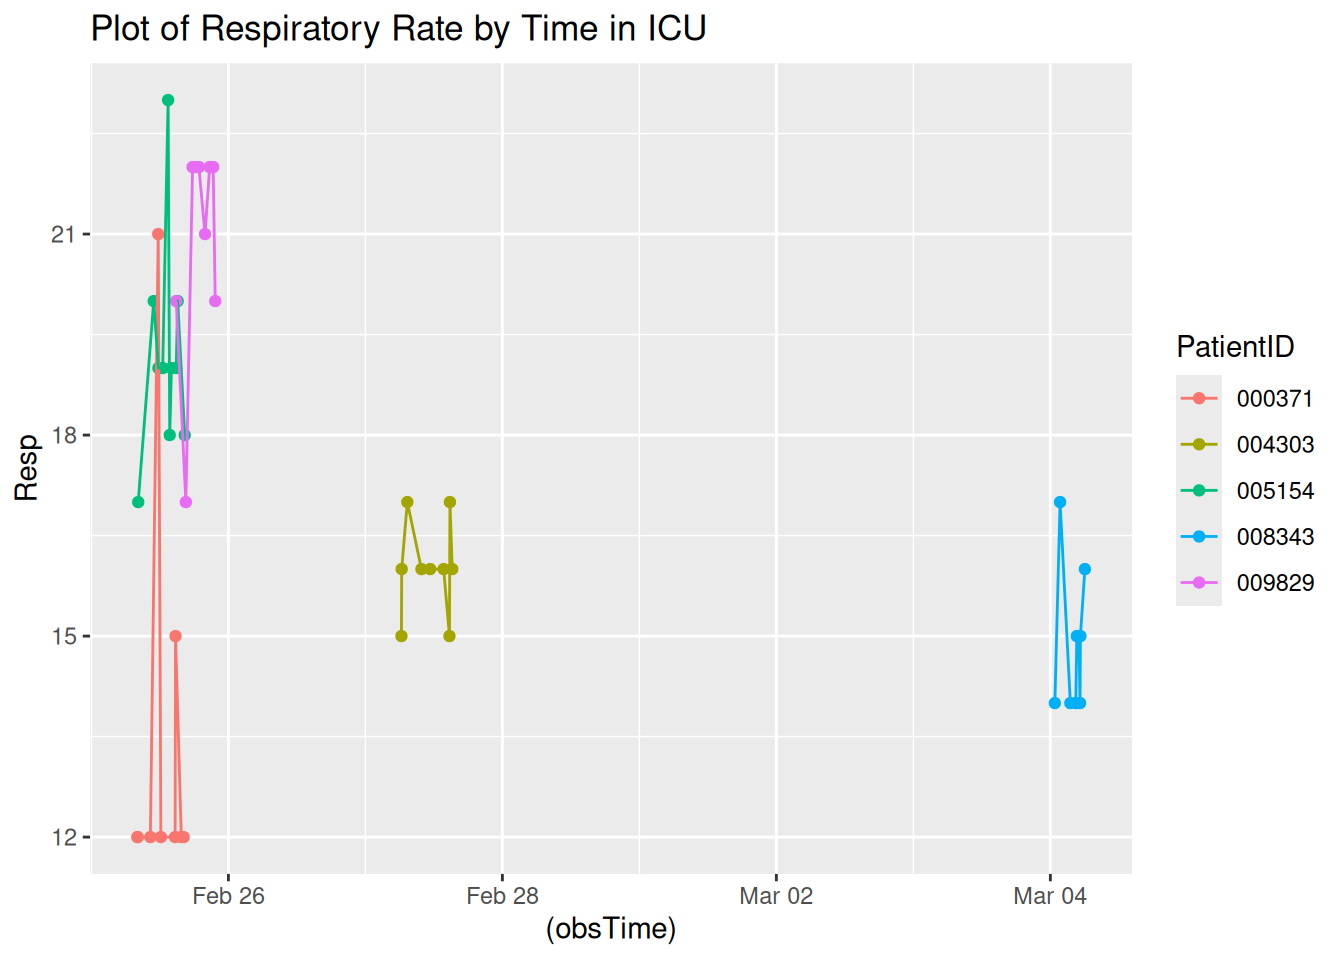 Plot of Respiratory Rate by Time in ICU
21
18
15
12
Resp
Feb 26
Feb 28
Mar 02
Mar 04
(obsTime)
PatientID
000371
004303
005154
008343
009829